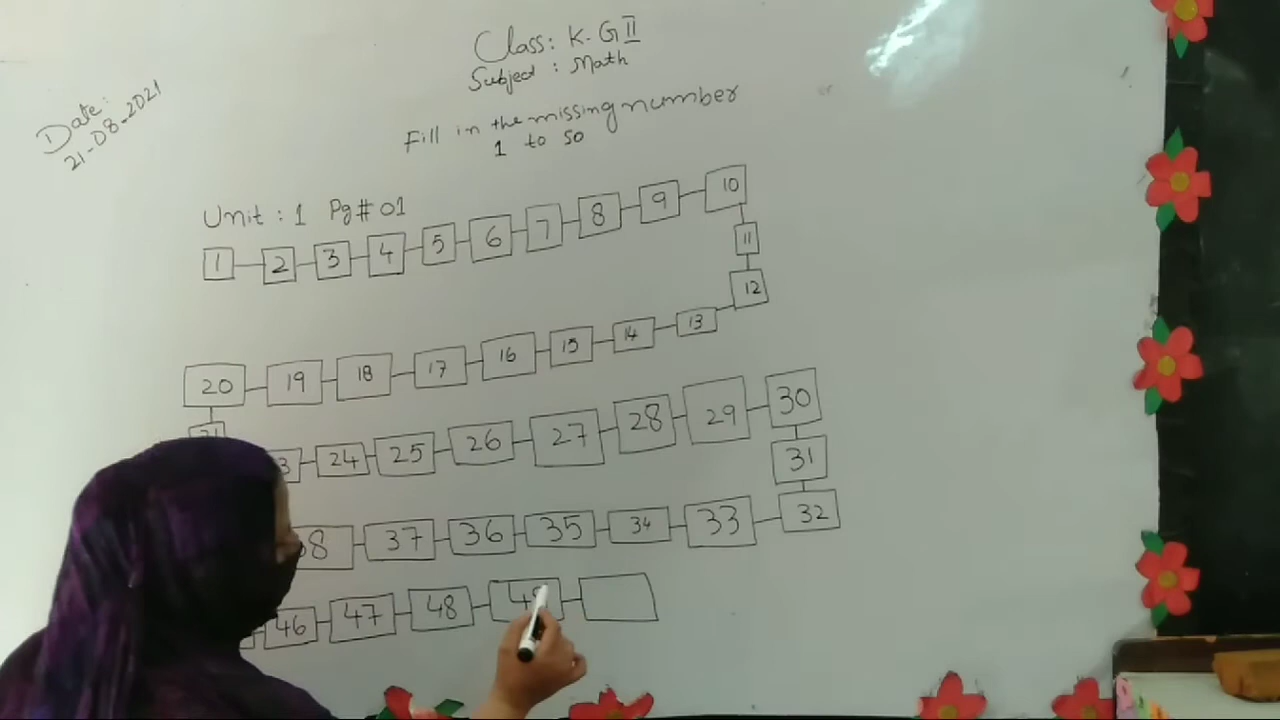 Class: K.G II
Subject: Math
Date:
21-08-2021
Fill in the missing number
1 to 50
Unit: 1 Pg# 01
1 2 3 4 5 6 7 8 9 10
11
12
20 19 18 17 16 15 14 13
21
24 25 26 27 28 29 30
31
37 36 35 34 33 32
46 47 48